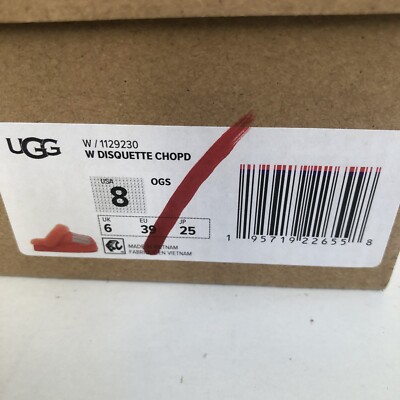 UGG
W / 1129230
W DISQUETTE CHOPD
USA
8
OGS
UK EU JP
6 39 25
MADE IN VIETNAM
FABRIQUÉ EN VIETNAM
1 95719 22655 8